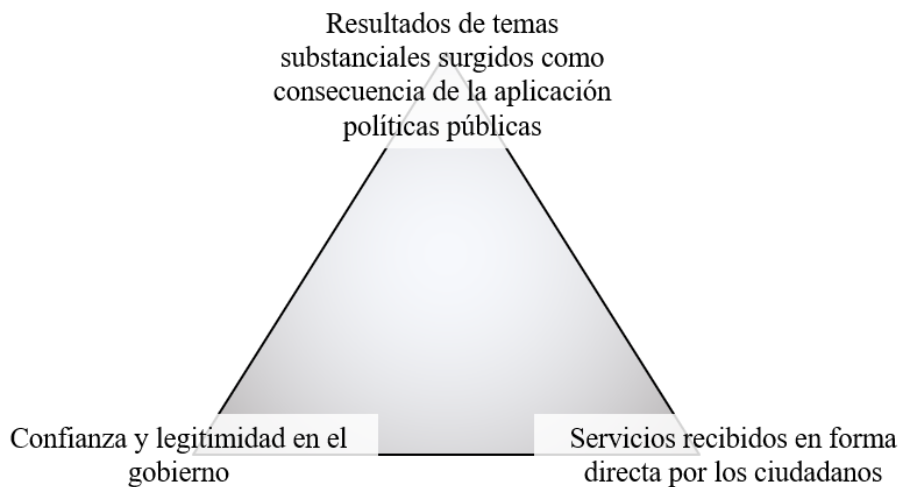 Resultados de temas
substanciales surgidos como
consecuencia de la aplicación
políticas públicas
Confianza y legitimidad en el
gobierno
Servicios recibidos en forma
directa por los ciudadanos